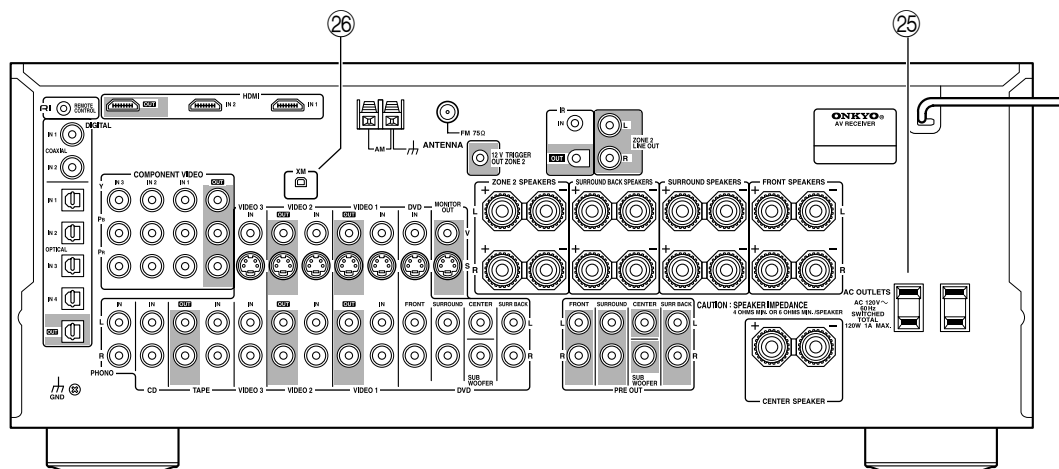 26
25
RI
REMOTE
CONTROL
OUT
IN 2
HDMI
IN 1
DIGITAL
IN 1
COAXIAL
IN 2
IN 1
IN 2
OPTICAL
IN 3
IN 4
OUT
GND
COMPONENT VIDEO
Y
IN 3
IN 2
IN 1
OUT
PB
PR
XM
AM
ANTENNA
FM 75Ω
12 V TRIGGER
OUT ZONE 2
IR
IN
OUT
L
R
ZONE 2
LINE OUT
ONKYO®
AV RECEIVER
VIDEO 3
VIDEO 2
VIDEO 1
DVD
MONITOR
OUT
IN
OUT
IN
OUT
IN
IN
V
S
ZONE 2 SPEAKERS
SURROUND BACK SPEAKERS
SURROUND SPEAKERS
FRONT SPEAKERS
+ − + − + − + −
L
L
+ − + − + − + −
R
R
IN
IN
OUT
IN
IN
OUT
IN
OUT
IN
FRONT
SURROUND
CENTER
SURR BACK
L
L
R
R
SUB
WOOFER
PHONO
CD
TAPE
VIDEO 3
VIDEO 2
VIDEO 1
DVD
FRONT
SURROUND
CENTER
SURR BACK
L
L
R
R
SUB
WOOFER
PRE OUT
CAUTION : SPEAKER IMPEDANCE
4 OHMS MIN. OR 6 OHMS MIN. /SPEAKER
+ −
CENTER SPEAKER
AC OUTLETS
AC 120V~
60Hz
SWITCHED
TOTAL
120W 1A MAX.